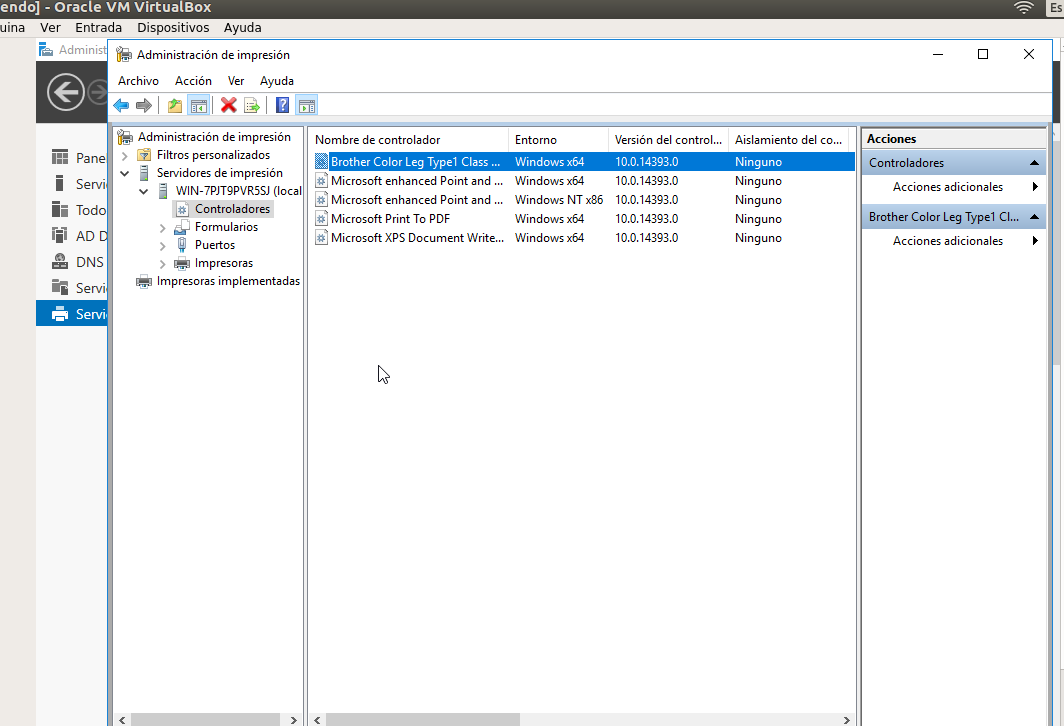 endo] - Oracle VM VirtualBox
Es
uina Ver Entrada Dispositivos Ayuda
Administ
Administración de impresión
Archivo Acción Ver Ayuda
Administración de impresión
Filtros personalizados
Servidores de impresión
WIN-7PJT9PVR5SJ (local
Controladores
Formularios
Puertos
Impresoras
Impresoras implementadas
Pane
Servi
Todo
AD D
DNS
Servi
Servi
Nombre de controlador Entorno Versión del control... Aislamiento del co...
Brother Color Leg Type1 Class ... Windows x64 10.0.14393.0 Ninguno
Microsoft enhanced Point and ... Windows x64 10.0.14393.0 Ninguno
Microsoft enhanced Point and ... Windows NT x86 10.0.14393.0 Ninguno
Microsoft Print To PDF Windows x64 10.0.14393.0 Ninguno
Microsoft XPS Document Write... Windows x64 10.0.14393.0 Ninguno
Acciones
Controladores
Acciones adicionales
Brother Color Leg Type1 Cl...
Acciones adicionales